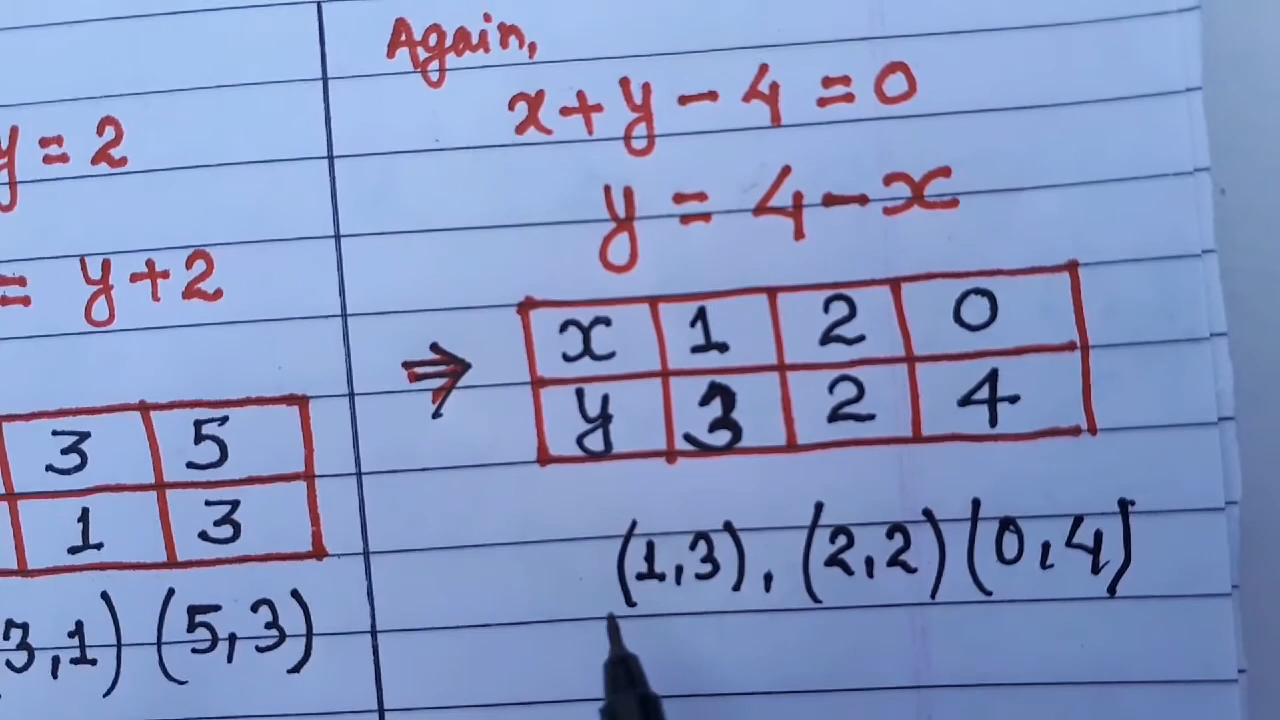 y = 2
= y + 2
3 5
1 3
3,1) (5,3)
Again,
x + y - 4 = 0
y = 4 - x
⇒
x 1 2 0
y 3 2 4
(1,3), (2,2) (0,4)